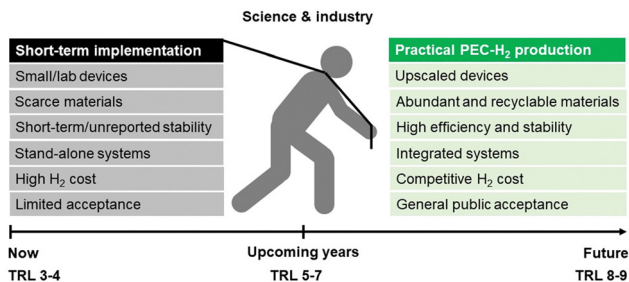 Science & industry
Short-term implementation
Small/lab devices
Scarce materials
Short-term/unreported stability
Stand-alone systems
High H₂ cost
Limited acceptance
Practical PEC-H₂ production
Upscaled devices
Abundant and recyclable materials
High efficiency and stability
Integrated systems
Competitive H₂ cost
General public acceptance
Now
TRL 3-4
Upcoming years
TRL 5-7
Future
TRL 8-9